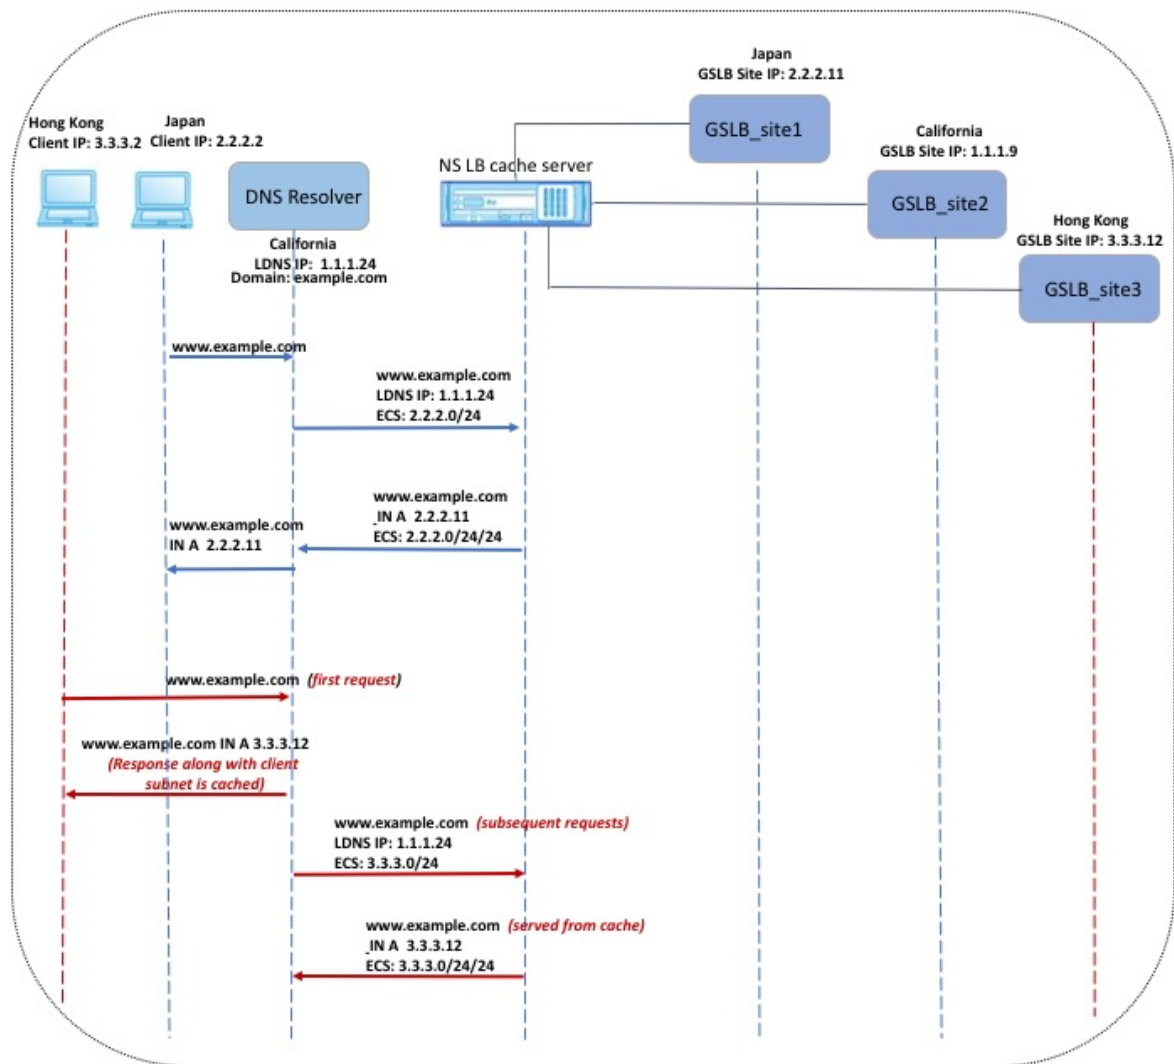 Japan
GSLB Site IP: 2.2.2.11
GSLB_site1
Hong Kong
Client IP: 3.3.3.2
Japan
Client IP: 2.2.2.2
California
GSLB Site IP: 1.1.1.9
NS LB cache server
DNS Resolver
GSLB_site2
Hong Kong
GSLB Site IP: 3.3.3.12
California
LDNS IP: 1.1.1.24
Domain: example.com
GSLB_site3
www.example.com
www.example.com
LDNS IP: 1.1.1.24
ECS: 2.2.2.0/24
www.example.com
_IN A 2.2.2.11
ECS: 2.2.2.0/24/24
www.example.com
IN A 2.2.2.11
www.example.com (first request)
www.example.com IN A 3.3.3.12
(Response along with client
subnet is cached)
www.example.com (subsequent requests)
LDNS IP: 1.1.1.24
ECS: 3.3.3.0/24
www.example.com (served from cache)
_IN A 3.3.3.12
ECS: 3.3.3.0/24/24